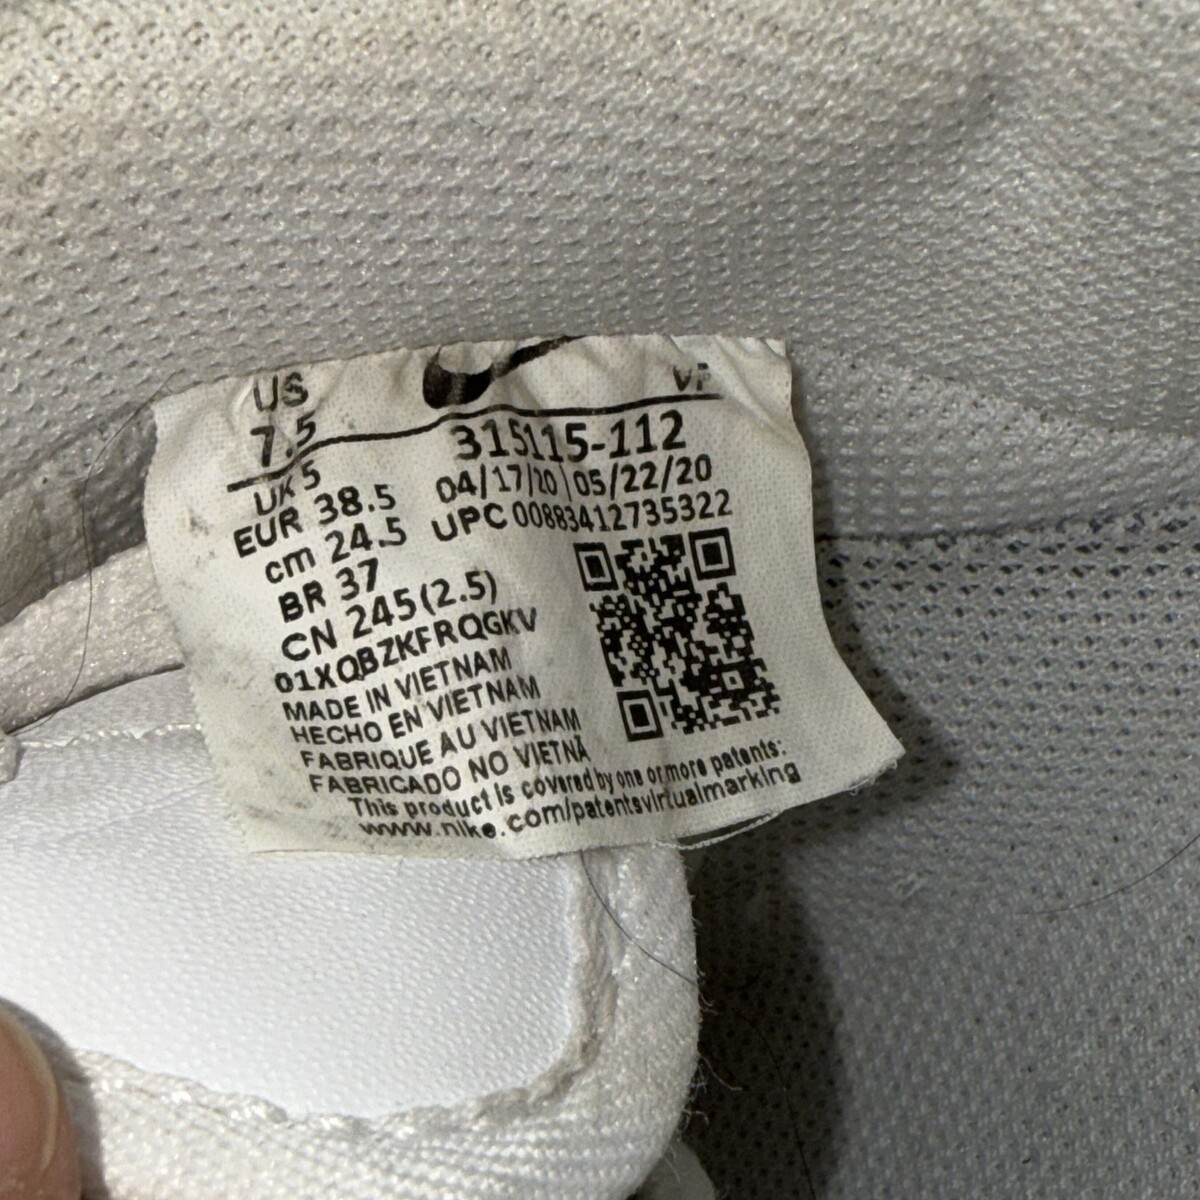 US
7.5
VF
UK 5
315115-112
EUR 38.5
04/17/20 05/22/20
cm 24.5
UPC 00883412735322
BR 37
CN 245(2.5)
01XQBZKFRQGKV
MADE IN VIETNAM
HECHO EN VIETNAM
FABRIQUE AU VIETNAM
FABRICADO NO VIETNÃ
This product is covered by one or more patents:
www.nike.com/patentsvirtualmarking